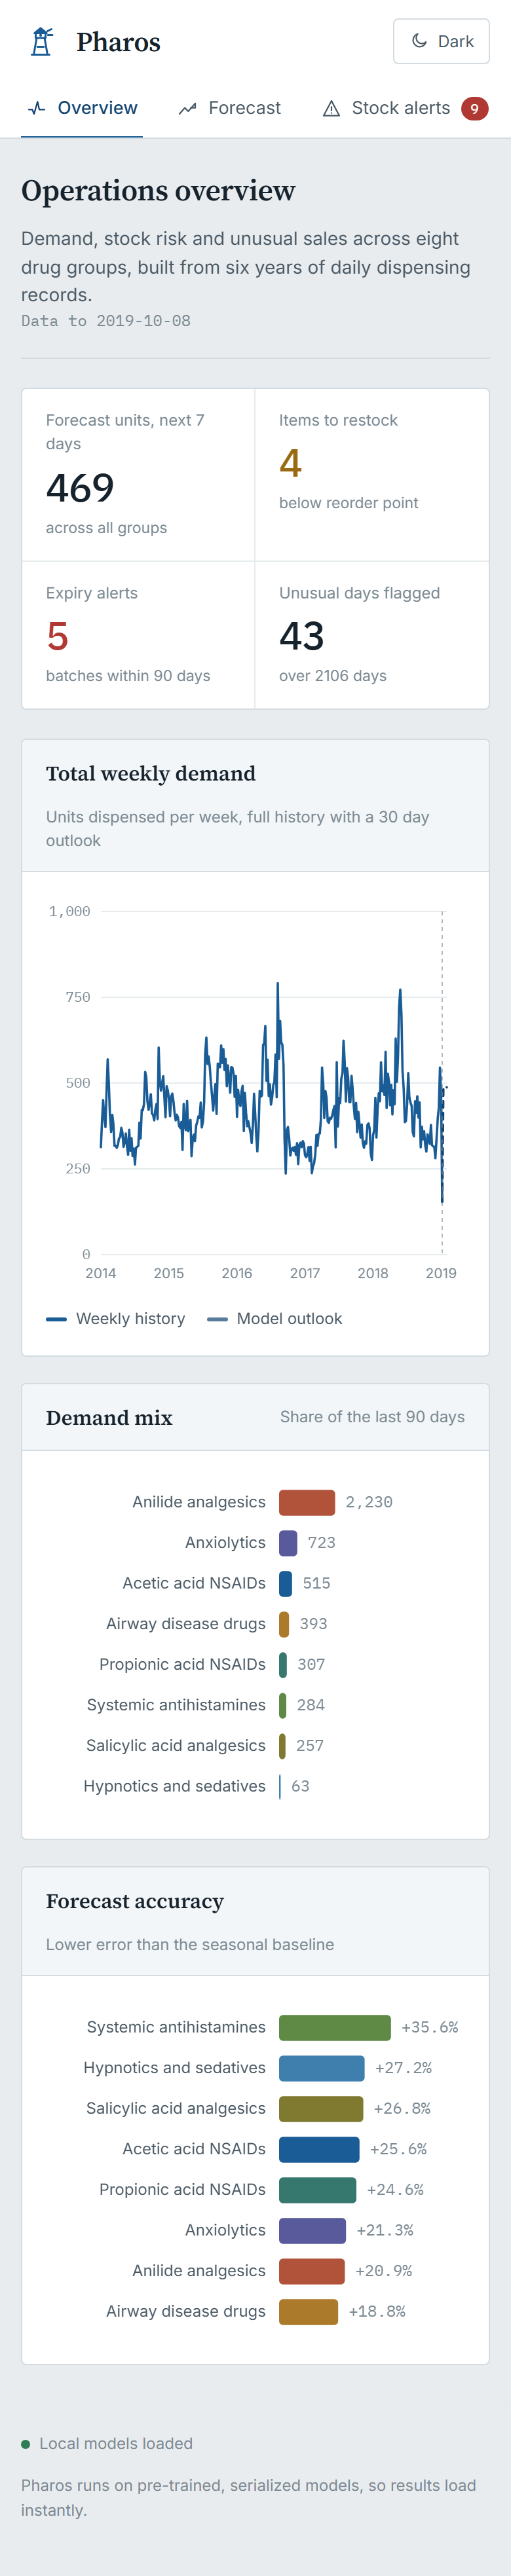 Pharos
Dark
Overview
Forecast
Stock alerts 9
Operations overview
Demand, stock risk and unusual sales across eight
drug groups, built from six years of daily dispensing
records.
Data to 2019-10-08
Forecast units, next 7
days
469
across all groups
Items to restock
4
below reorder point
Expiry alerts
5
batches within 90 days
Unusual days flagged
43
over 2106 days
Total weekly demand
Units dispensed per week, full history with a 30 day
outlook
1,000
750
500
250
0
2014 2015 2016 2017 2018 2019
Weekly history Model outlook
Demand mix
Share of the last 90 days
Anilide analgesics 2,230
Anxiolytics 723
Acetic acid NSAIDs 515
Airway disease drugs 393
Propionic acid NSAIDs 307
Systemic antihistamines 284
Salicylic acid analgesics 257
Hypnotics and sedatives 63
Forecast accuracy
Lower error than the seasonal baseline
Systemic antihistamines +35.6%
Hypnotics and sedatives +27.2%
Salicylic acid analgesics +26.8%
Acetic acid NSAIDs +25.6%
Propionic acid NSAIDs +24.6%
Anxiolytics +21.3%
Anilide analgesics +20.9%
Airway disease drugs +18.8%
Local models loaded
Pharos runs on pre-trained, serialized models, so results load
instantly.